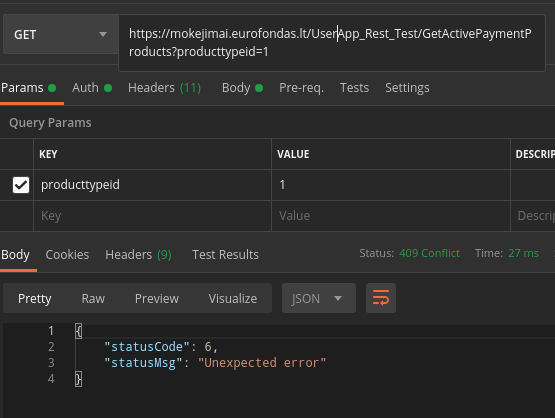 GET
https://mokejimai.eurofondas.lt/UserApp_Rest_Test/GetActivePaymentP
roducts?producttypeid=1
Params Auth Headers (11) Body Pre-req. Tests Settings
Query Params
KEY VALUE DESCRIP
producttypeid 1
Key Value Descrip
Body Cookies Headers (9) Test Results Status: 409 Conflict Time: 27 ms
Pretty Raw Preview Visualize JSON
1 {
2 "statusCode": 6,
3 "statusMsg": "Unexpected error"
4 }